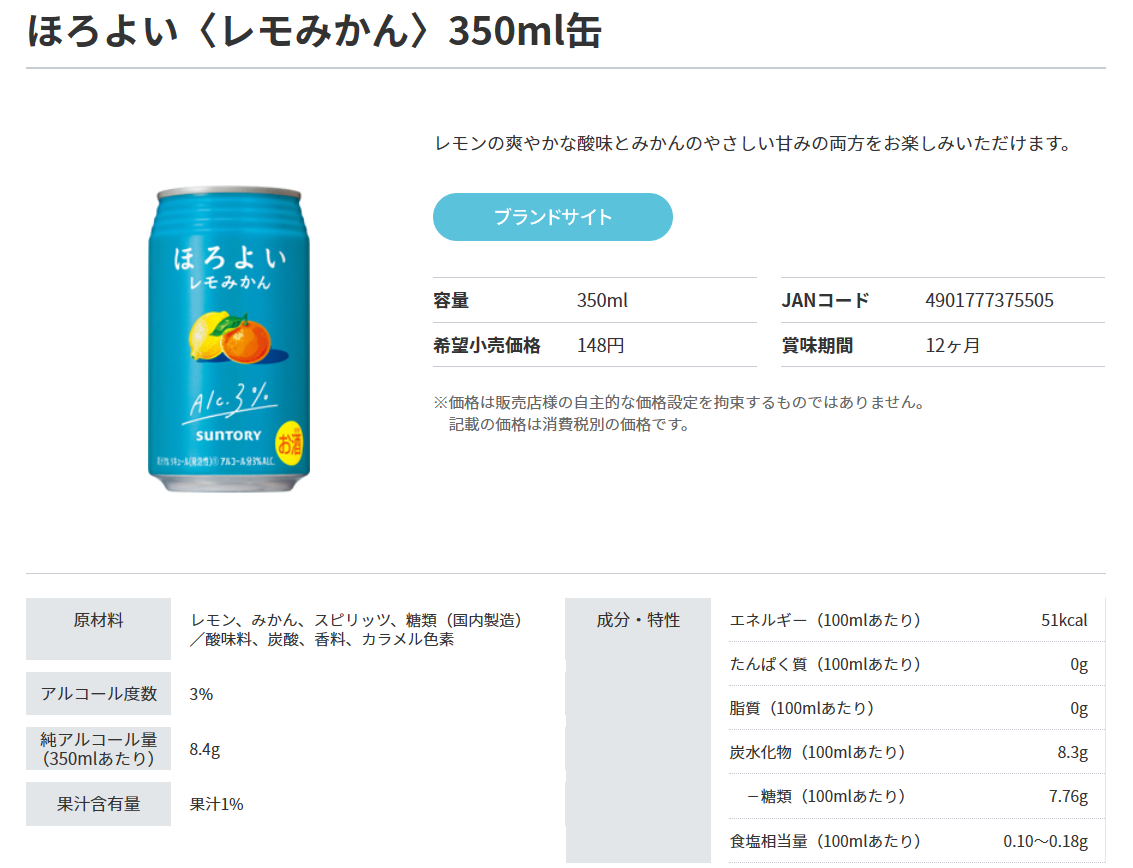 ほろよい〈レモみかん〉350ml缶
レモンの爽やかな酸味とみかんのやさしい甘みの両方をお楽しみいただけます。
ほろよい
レモみかん
Alc.3%
SUNTORY
お酒
ブランドサイト
容量 350ml
JANコード 4901777375505
希望小売価格 148円
賞味期間 12ヶ月
※価格は販売店様の自主的な価格設定を拘束するものではありません。
記載の価格は消費税別の価格です。
原材料
レモン、みかん、スピリッツ、糖類（国内製造）
／酸味料、炭酸、香料、カラメル色素
アルコール度数 3%
純アルコール量
（350mlあたり）
8.4g
果汁含有量 果汁1%
成分・特性
エネルギー（100mlあたり） 51kcal
たんぱく質（100mlあたり） 0g
脂質（100mlあたり） 0g
炭水化物（100mlあたり） 8.3g
－糖類（100mlあたり） 7.76g
食塩相当量（100mlあたり） 0.10～0.18g